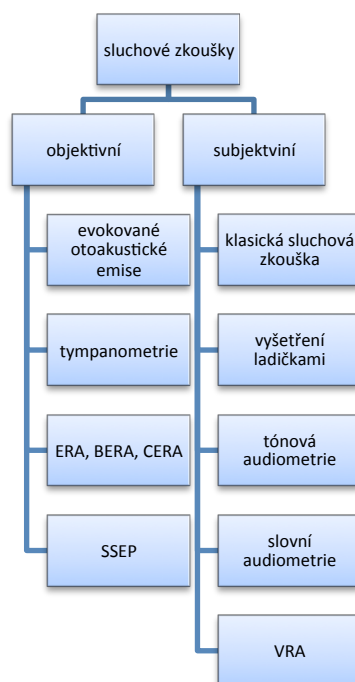 sluchové zkoušky
objektivní
subjektviní
evokované
otoakustické
emise
klasická sluchová
zkouška
tympanometrie
vyšetření
ladičkami
ERA, BERA, CERA
tónová
audiometrie
SSEP
slovní
audiometrie
VRA